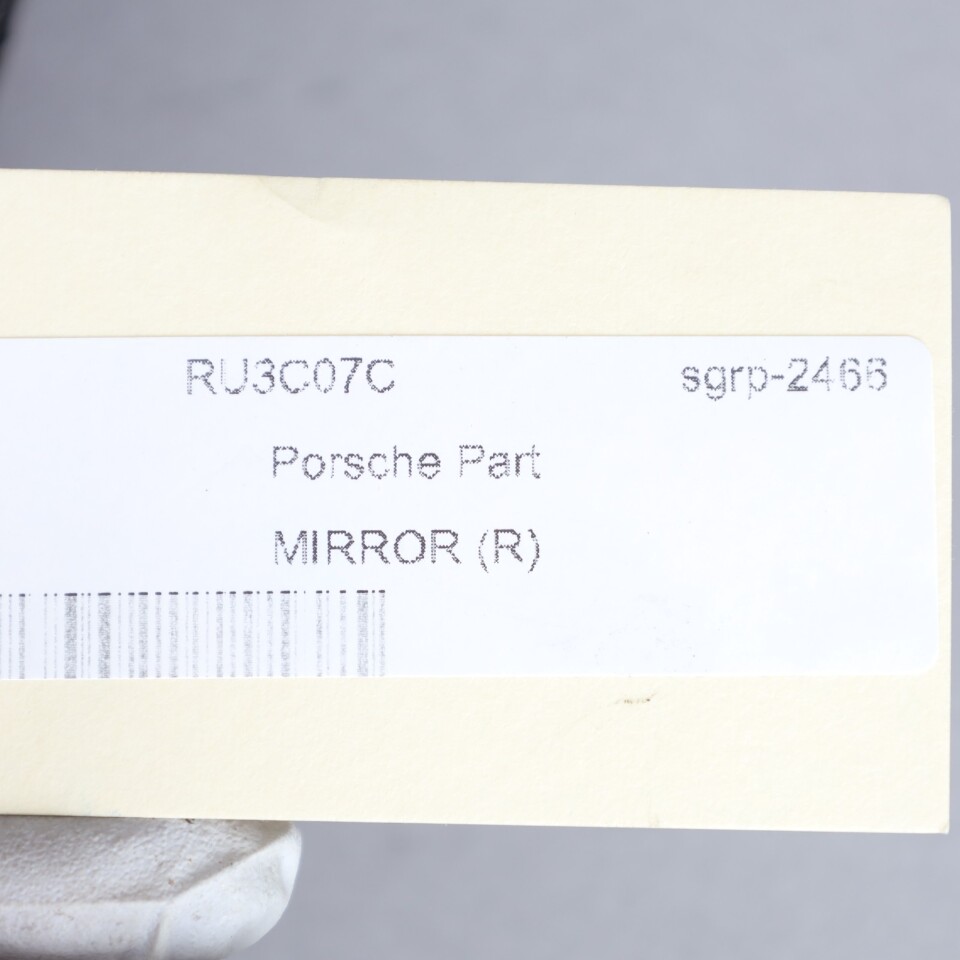 RU3C07C sgrp-2466
Porsche Part
MIRROR (R)